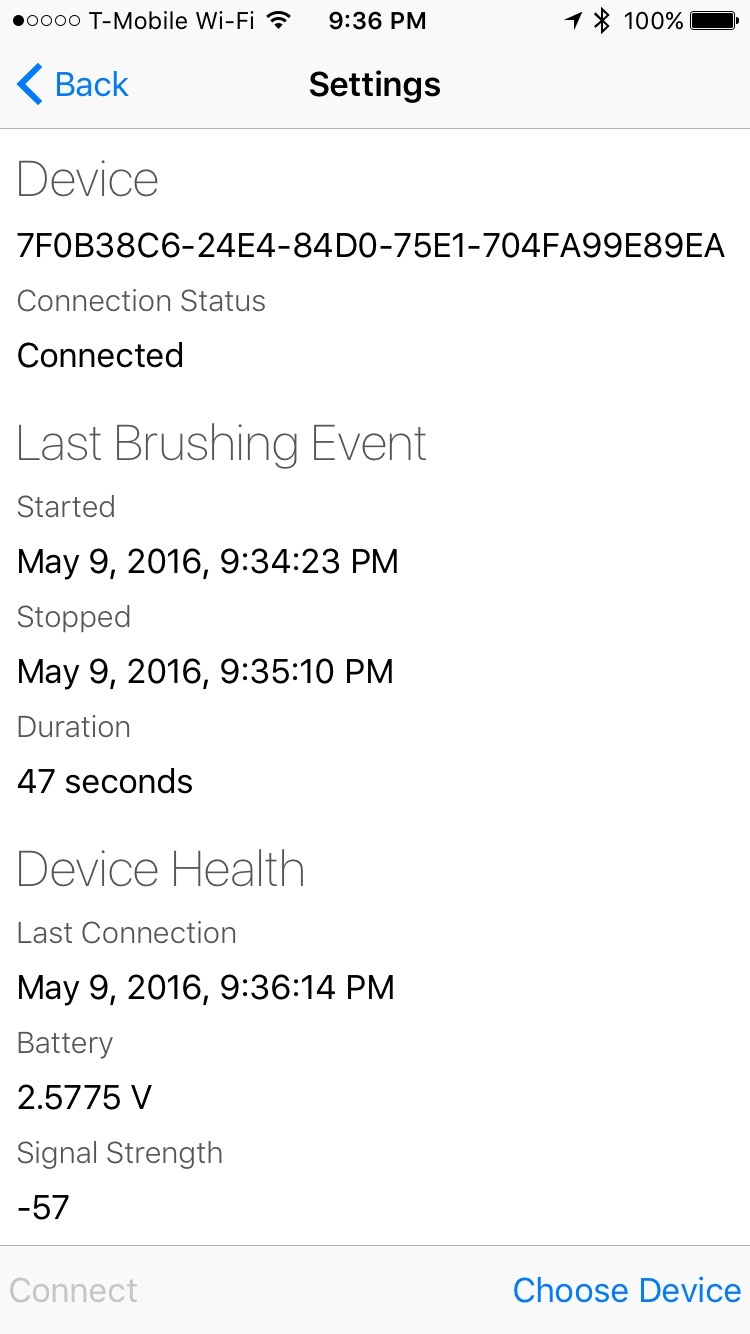 T-Mobile Wi-Fi 9:36 PM 100%
Back Settings
Device
7F0B38C6-24E4-84D0-75E1-704FA99E89EA
Connection Status
Connected
Last Brushing Event
Started
May 9, 2016, 9:34:23 PM
Stopped
May 9, 2016, 9:35:10 PM
Duration
47 seconds
Device Health
Last Connection
May 9, 2016, 9:36:14 PM
Battery
2.5775 V
Signal Strength
-57
Connect Choose Device